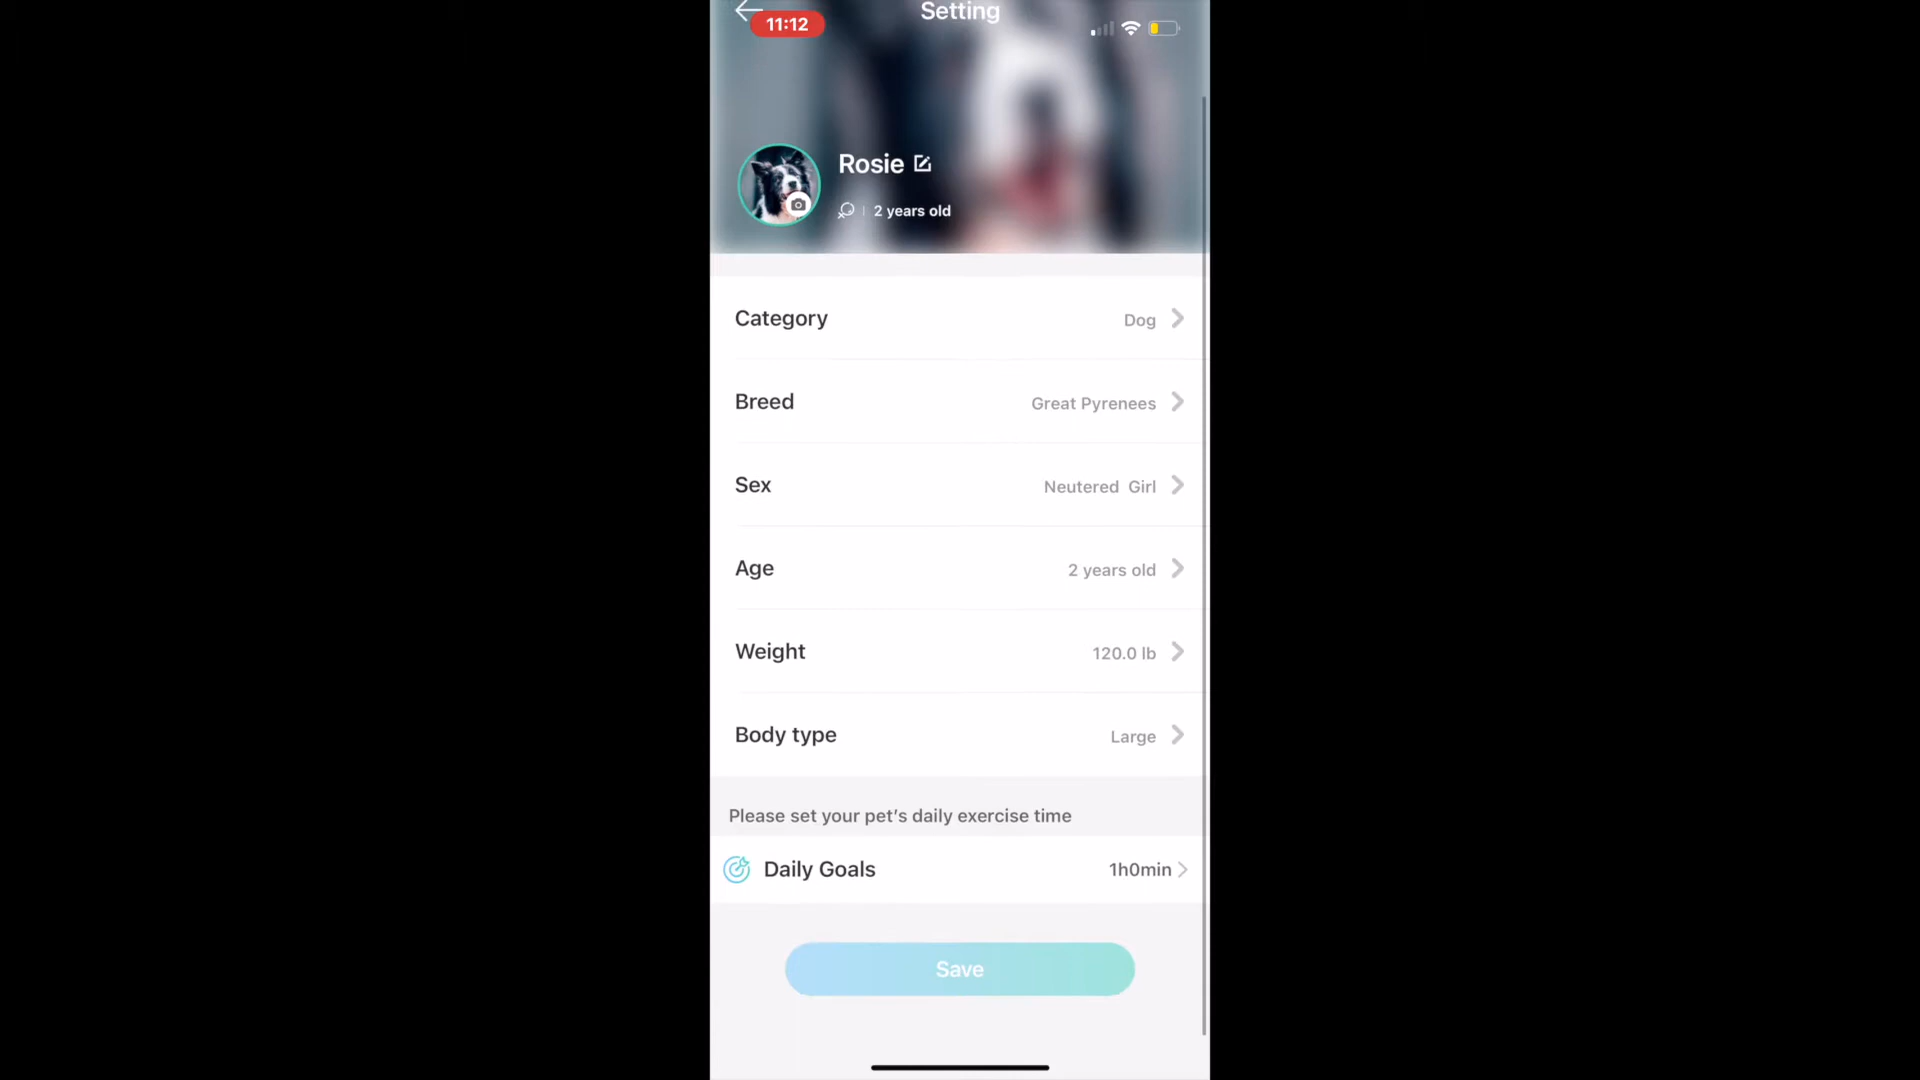 Setting
11:12
Rosie
2 years old
Category Dog
Breed Great Pyrenees
Sex Neutered Girl
Age 2 years old
Weight 120.0 lb
Body type Large
Please set your pet’s daily exercise time
Daily Goals 1h0min
Save